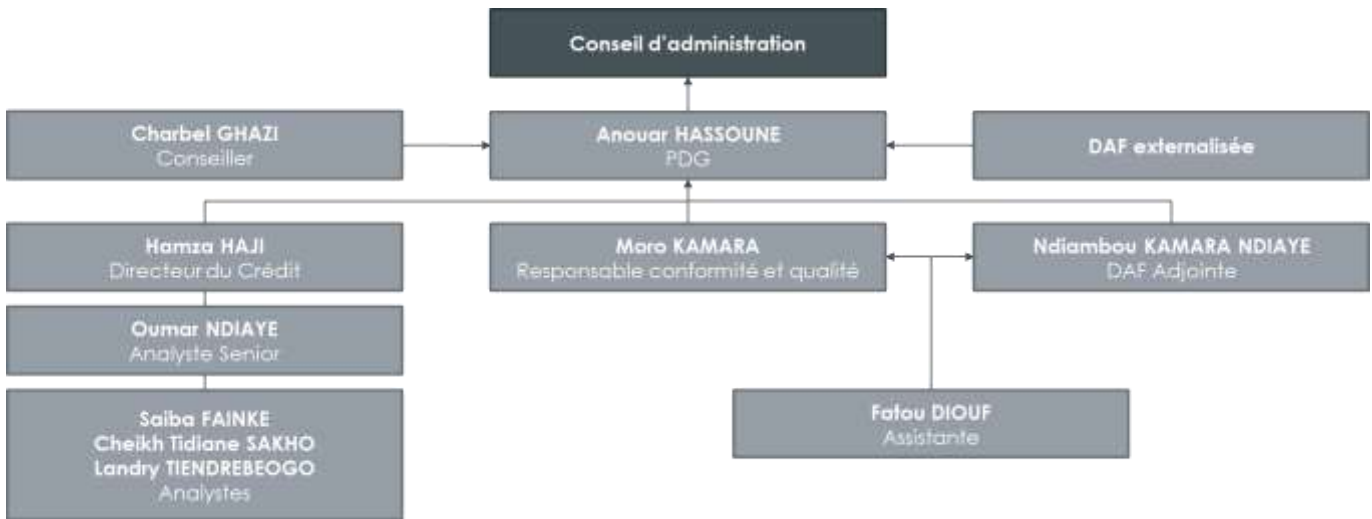 Conseil d'administration
Charbel GHAZI
Conseiller
Anouar HASSOUNE
PDG
DAF externalisée
Hamza HAJI
Directeur du Crédit
Moro KAMARA
Responsable conformité et qualité
Ndiambou KAMARA NDIAYE
DAF Adjointe
Oumar NDIAYE
Analyste Senior
Saiba FAINKE
Cheikh Tidiane SAKHO
Landry TIENDREBEOGO
Analystes
Fatou DIOUF
Assistante